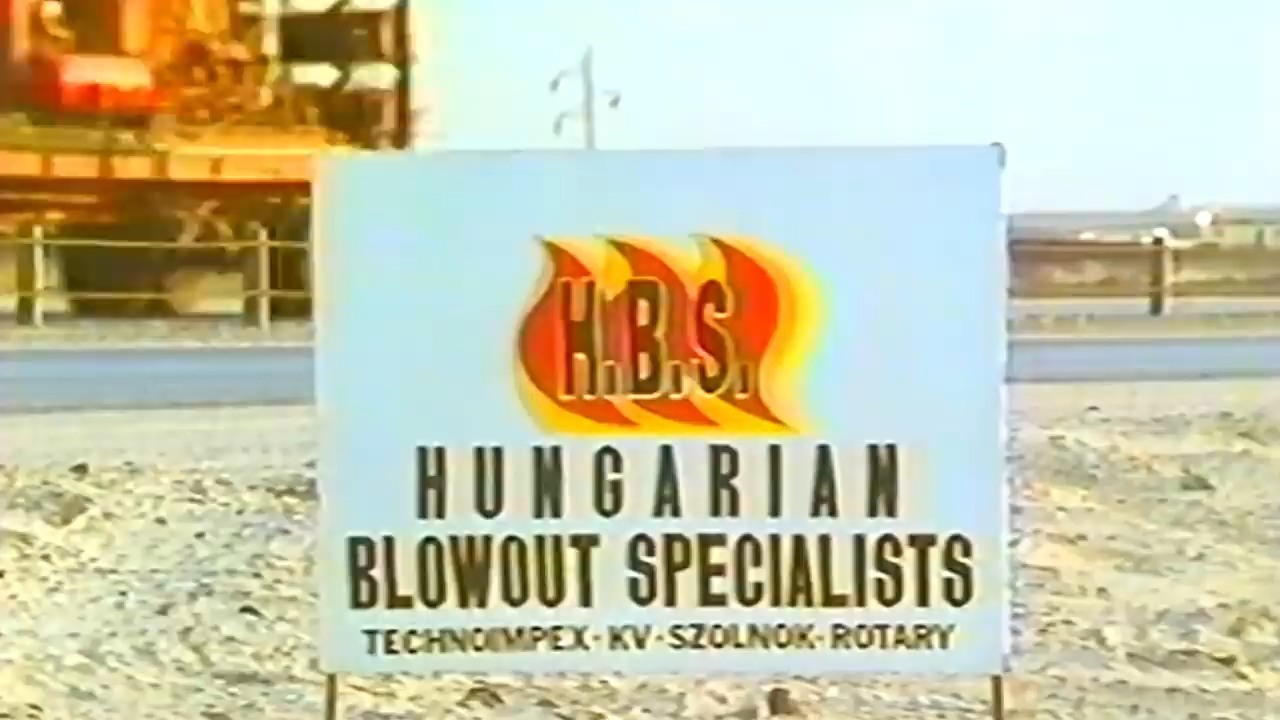 H.B.S.
HUNGARIAN
BLOWOUT SPECIALISTS
TECHNOIMPEX·KV·SZOLNOK·ROTARY